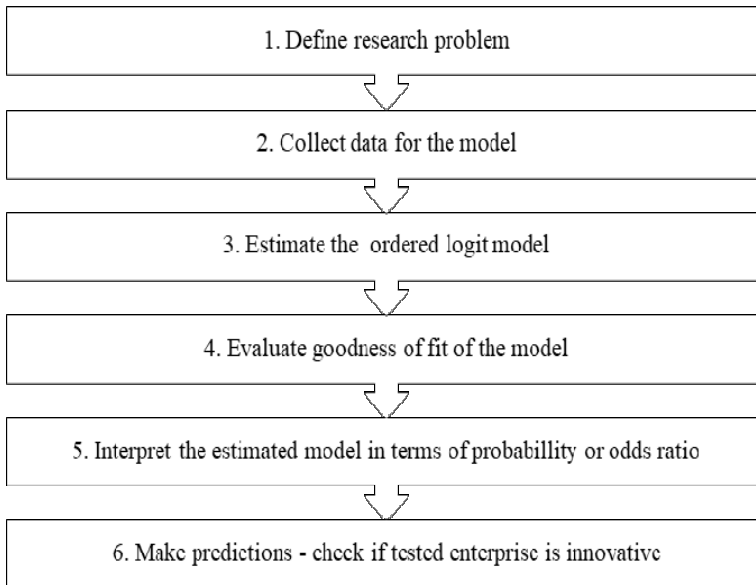 1. Define research problem
2. Collect data for the model
3. Estimate the ordered logit model
4. Evaluate goodness of fit of the model
5. Interpret the estimated model in terms of probabillity or odds ratio
6. Make predictions - check if tested enterprise is innovative